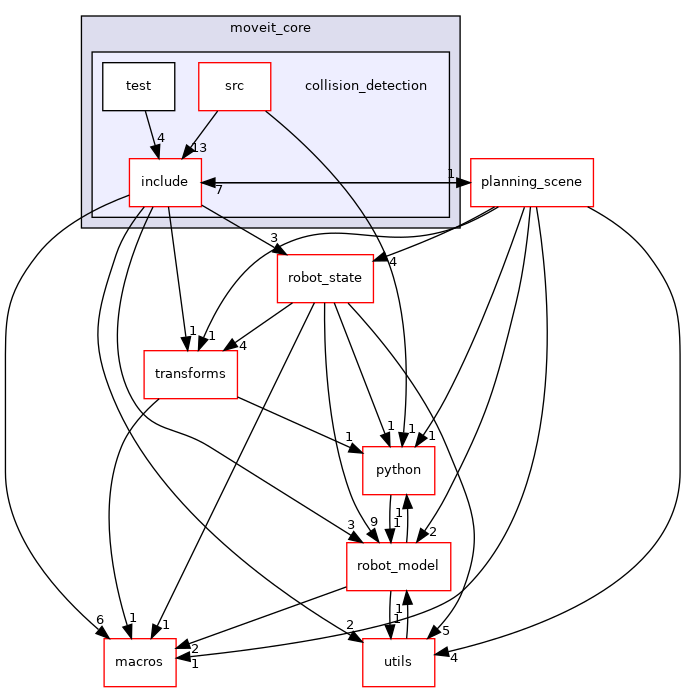 moveit_core
test
src
collision_detection
4
13
include
7
1
planning_scene
3
4
robot_state
1
1
4
transforms
1
1
1
1
python
1
1
3
9
2
robot_model
1
1
6
1
1
2
1
2
5
4
macros
utils